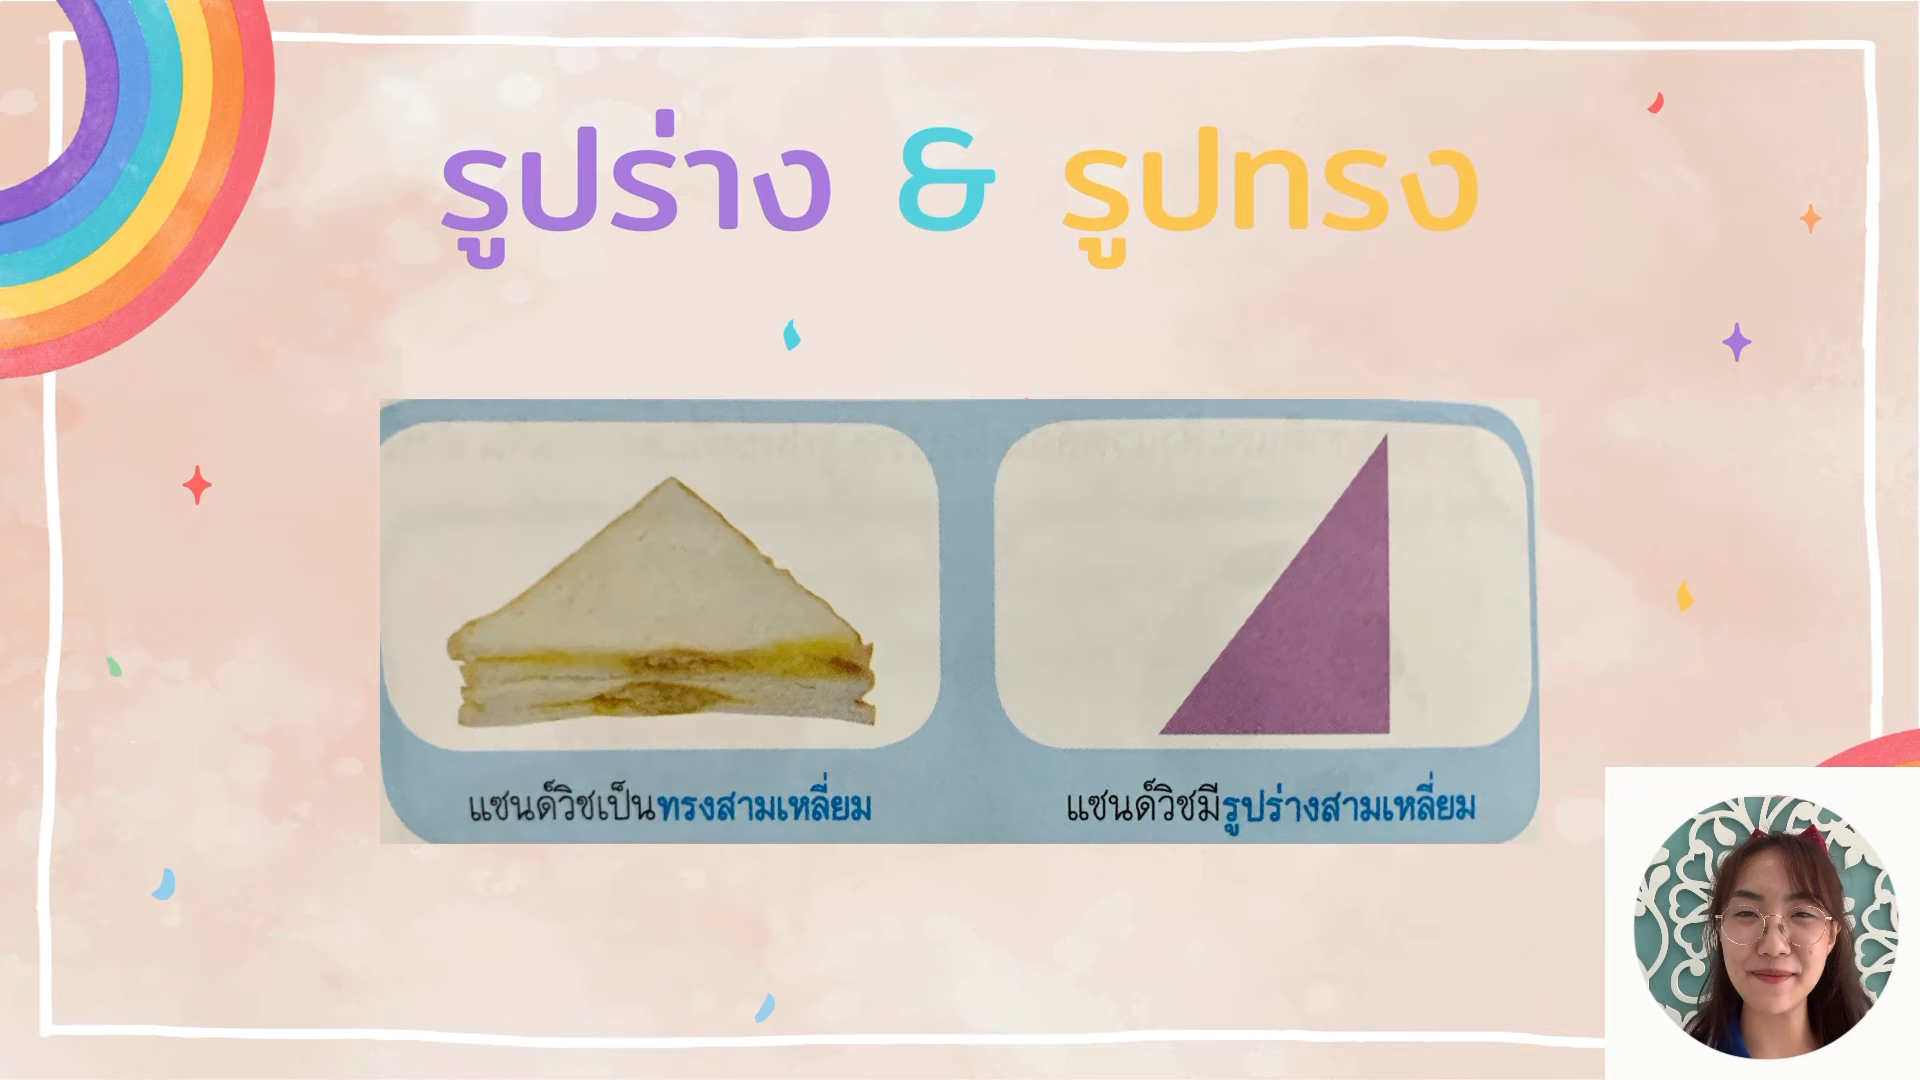 รูปร่าง & รูปทรง
แซนด์วิชเป็นทรงสามเหลี่ยม
แซนด์วิชมีรูปร่างสามเหลี่ยม